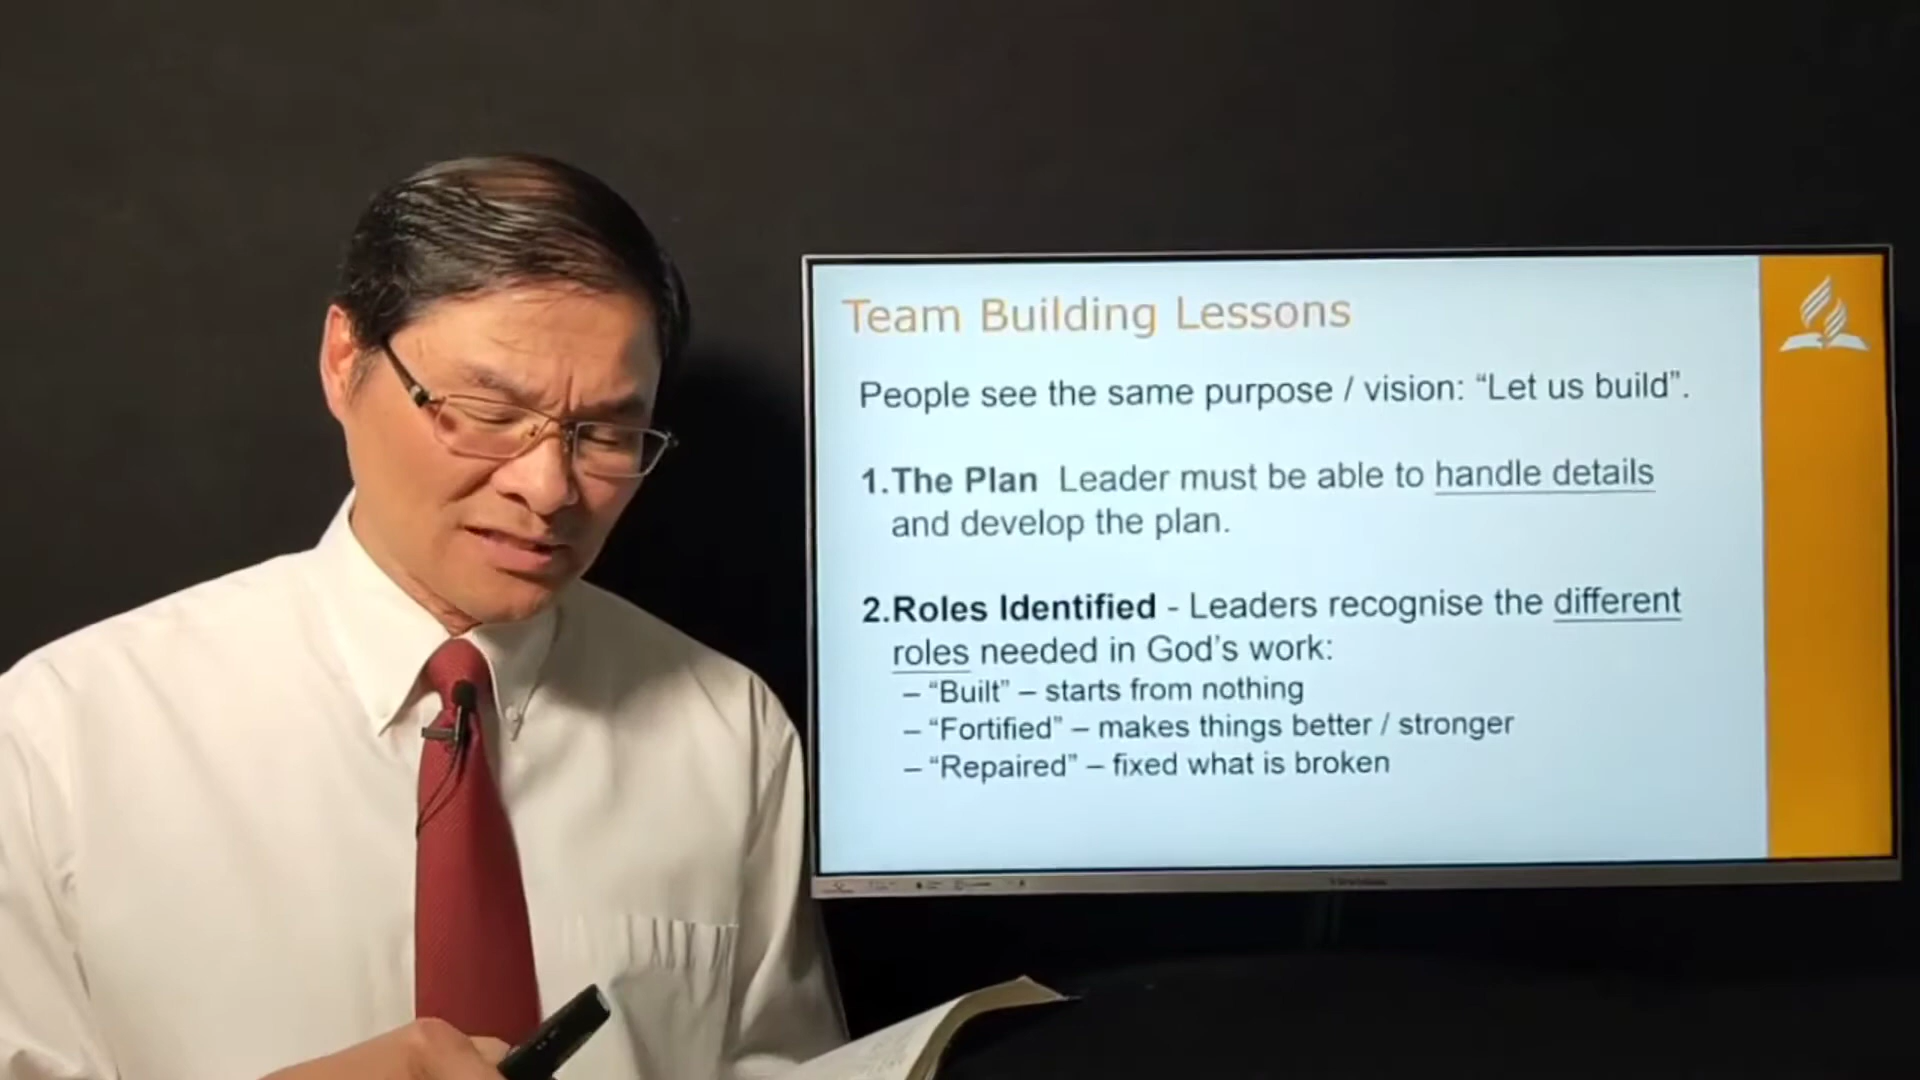 Team Building Lessons
People see the same purpose / vision: “Let us build”.
1.The Plan Leader must be able to handle details
and develop the plan.
2.Roles Identified - Leaders recognise the different
roles needed in God’s work:
– “Built” – starts from nothing
– “Fortified” – makes things better / stronger
– “Repaired” – fixed what is broken